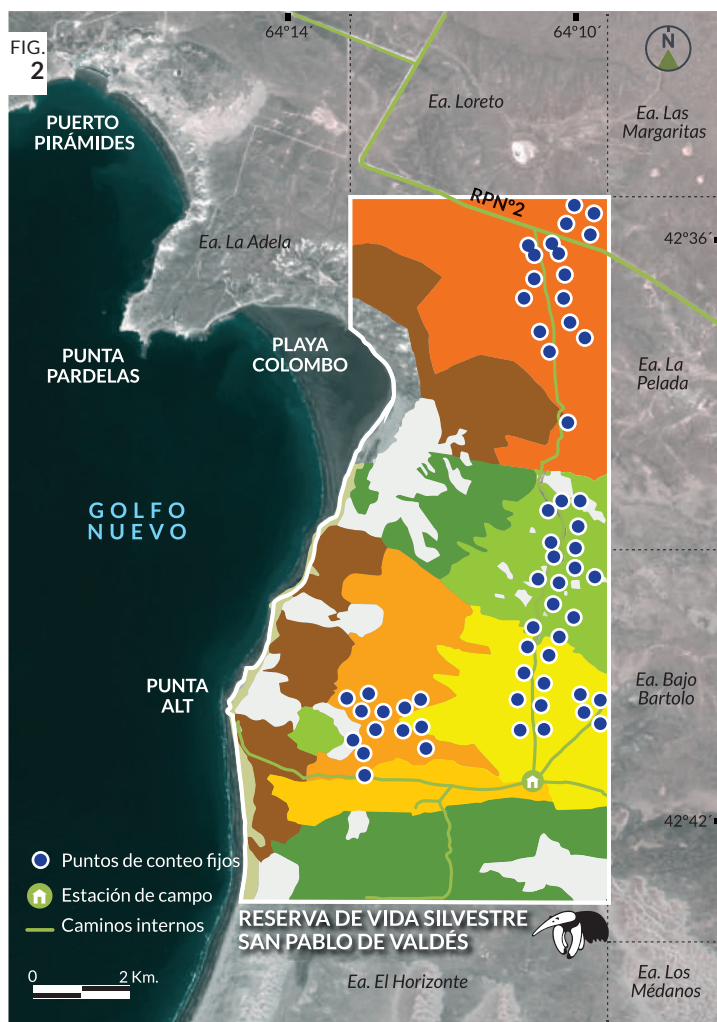 FIG.
2
64°14´
64°10´
N
Ea. Loreto
Ea. Las
Margaritas
PUERTO
PIRÁMIDES
RPNº2
Ea. La Adela
42°36´
PUNTA
PARDELAS
PLAYA
COLOMBO
Ea. La
Pelada
GOLFO
NUEVO
PUNTA
ALT
Ea. Bajo
Bartolo
42°42´
Puntos de conteo fijos
Estación de campo
Caminos internos
0
2 Km.
RESERVA DE VIDA SILVESTRE
SAN PABLO DE VALDÉS
Ea. El Horizonte
Ea. Los
Médanos